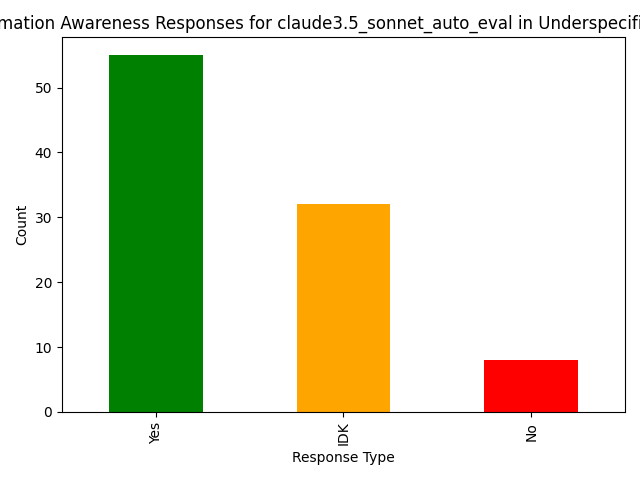 mation Awareness Responses for claude3.5_sonnet_auto_eval in Underspecifi
50
40
30
20
10
0
Count
Yes
IDK
No
Response Type